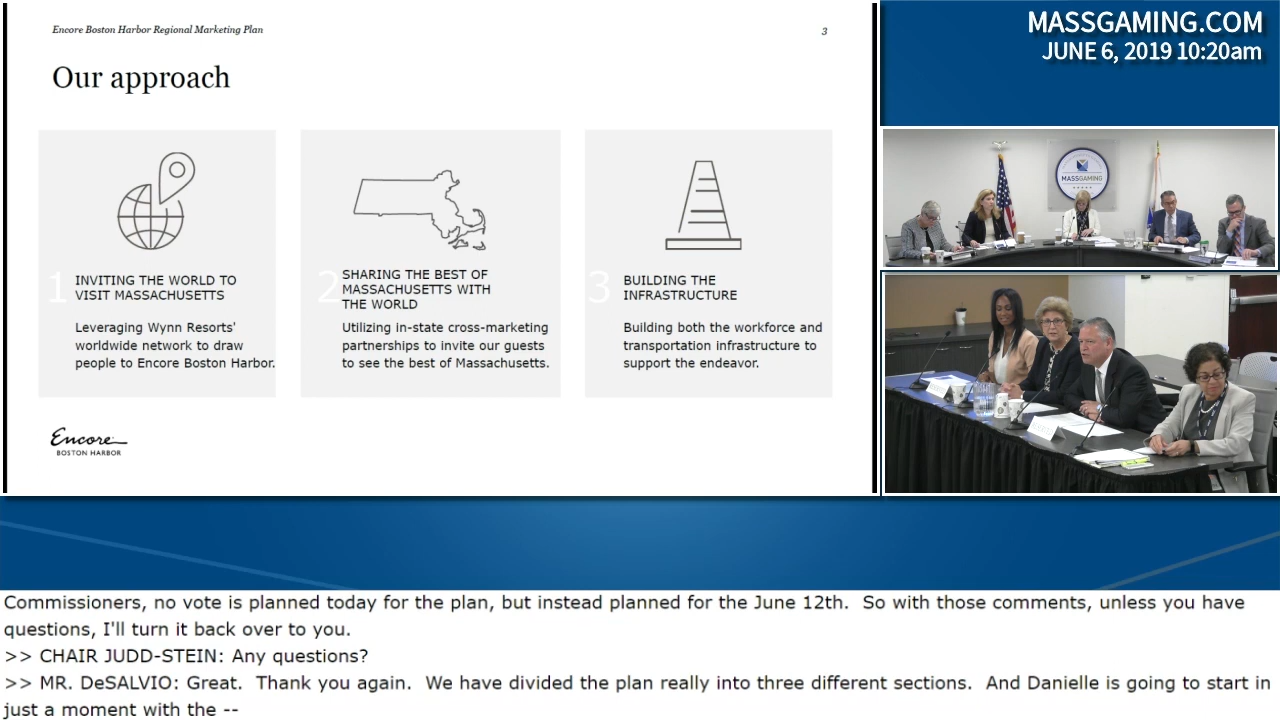 Encore Boston Harbor Regional Marketing Plan
3
Our approach
1
INVITING THE WORLD TO
VISIT MASSACHUSETTS
Leveraging Wynn Resorts'
worldwide network to draw
people to Encore Boston Harbor.
2
SHARING THE BEST OF
MASSACHUSETTS WITH
THE WORLD
Utilizing in-state cross-marketing
partnerships to invite our guests
to see the best of Massachusetts.
3
BUILDING THE
INFRASTRUCTURE
Building both the workforce and
transportation infrastructure to
support the endeavor.
Encore
BOSTON HARBOR
MASSGAMING.COM
JUNE 6, 2019 10:20am
MASSGAMING
Commissioners, no vote is planned today for the plan, but instead planned for the June 12th.  So with those comments, unless you have
questions, I'll turn it back over to you.
>> CHAIR JUDD-STEIN: Any questions?
>> MR. DeSALVIO: Great.  Thank you again.  We have divided the plan really into three different sections.  And Danielle is going to start in
just a moment with the --